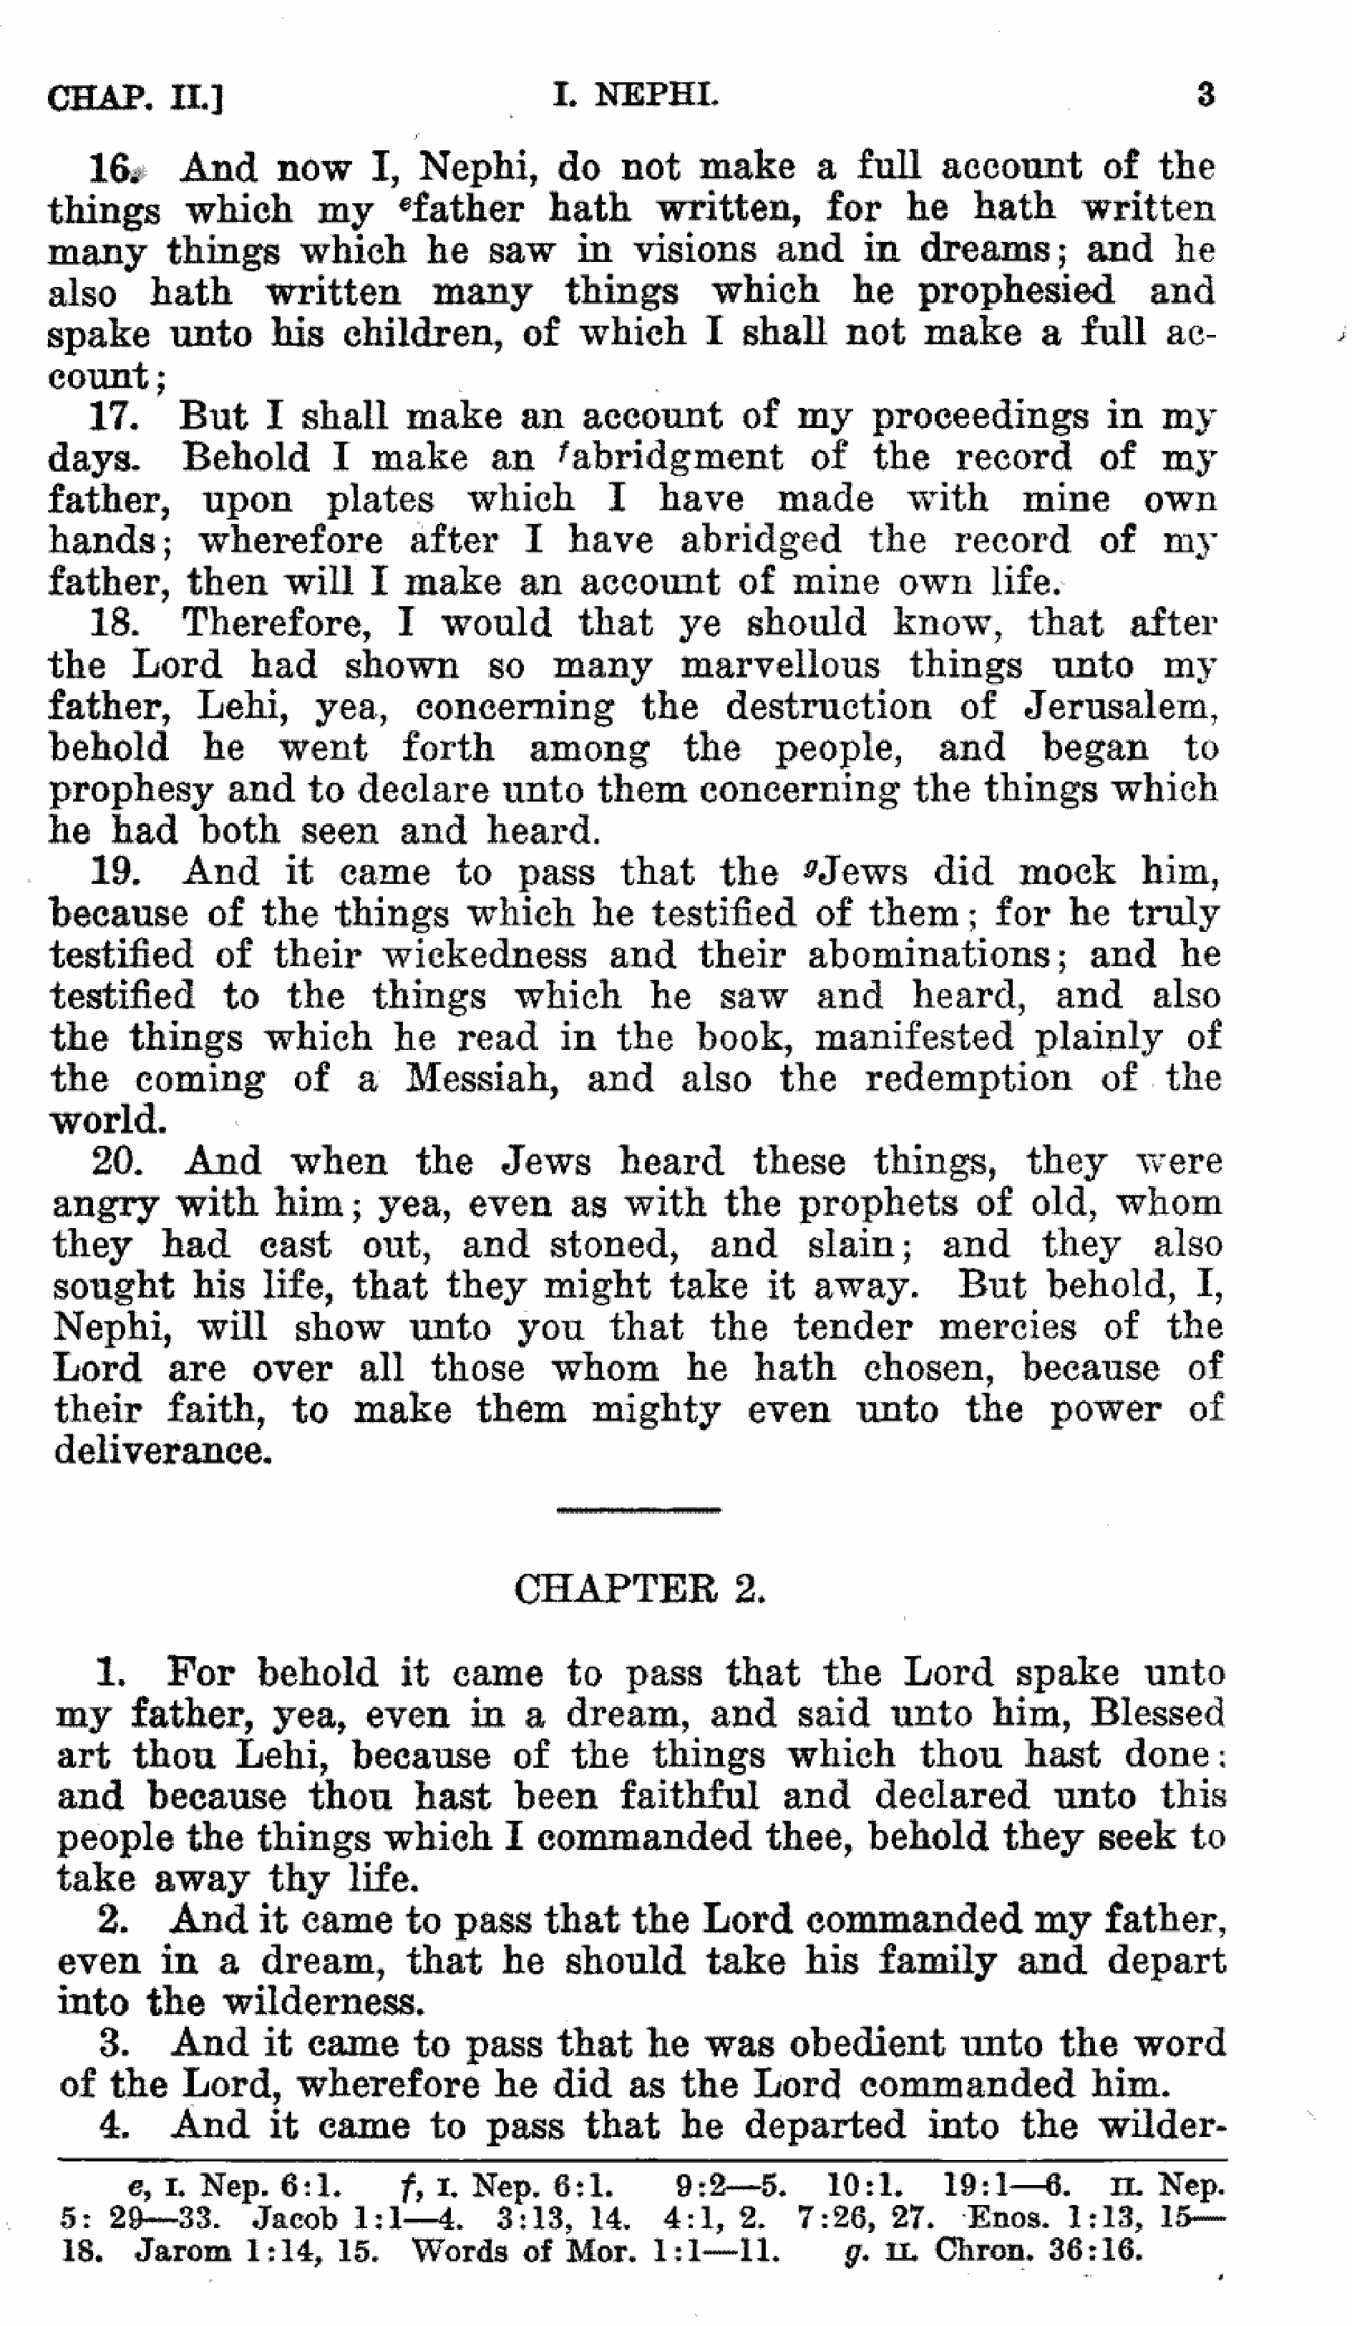 CHAP. II.] I. NEPHI. 3
16. And now I, Nephi, do not make a full account of the
things which my efather hath written, for he hath written
many things which he saw in visions and in dreams; and he
also hath written many things which he prophesied and
spake unto his children, of which I shall not make a full ac-
count;
17. But I shall make an account of my proceedings in my
days. Behold I make an fabridgment of the record of my
father, upon plates which I have made with mine own
hands; wherefore after I have abridged the record of my
father, then will I make an account of mine own life.
18. Therefore, I would that ye should know, that after
the Lord had shown so many marvellous things unto my
father, Lehi, yea, concerning the destruction of Jerusalem,
behold he went forth among the people, and began to
prophesy and to declare unto them concerning the things which
he had both seen and heard.
19. And it came to pass that the gJews did mock him,
because of the things which he testified of them; for he truly
testified of their wickedness and their abominations; and he
testified to the things which he saw and heard, and also
the things which he read in the book, manifested plainly of
the coming of a Messiah, and also the redemption of the
world.
20. And when the Jews heard these things, they were
angry with him; yea, even as with the prophets of old, whom
they had cast out, and stoned, and slain; and they also
sought his life, that they might take it away. But behold, I,
Nephi, will show unto you that the tender mercies of the
Lord are over all those whom he hath chosen, because of
their faith, to make them mighty even unto the power of
deliverance.
CHAPTER 2.
1. For behold it came to pass that the Lord spake unto
my father, yea, even in a dream, and said unto him, Blessed
art thou Lehi, because of the things which thou hast done:
and because thou hast been faithful and declared unto this
people the things which I commanded thee, behold they seek to
take away thy life.
2. And it came to pass that the Lord commanded my father,
even in a dream, that he should take his family and depart
into the wilderness.
3. And it came to pass that he was obedient unto the word
of the Lord, wherefore he did as the Lord commanded him.
4. And it came to pass that he departed into the wilder-
e, I. Nep. 6:1. f, I. Nep. 6:1. 9:2—5. 10:1. 19:1—6. II. Nep.
5: 29—33. Jacob 1:1—4. 3:13, 14. 4:1, 2. 7:26, 27. Enos. 1:13, 15—
18. Jarom 1:14, 15. Words of Mor. 1:1—11. g. II. Chron. 36:16.